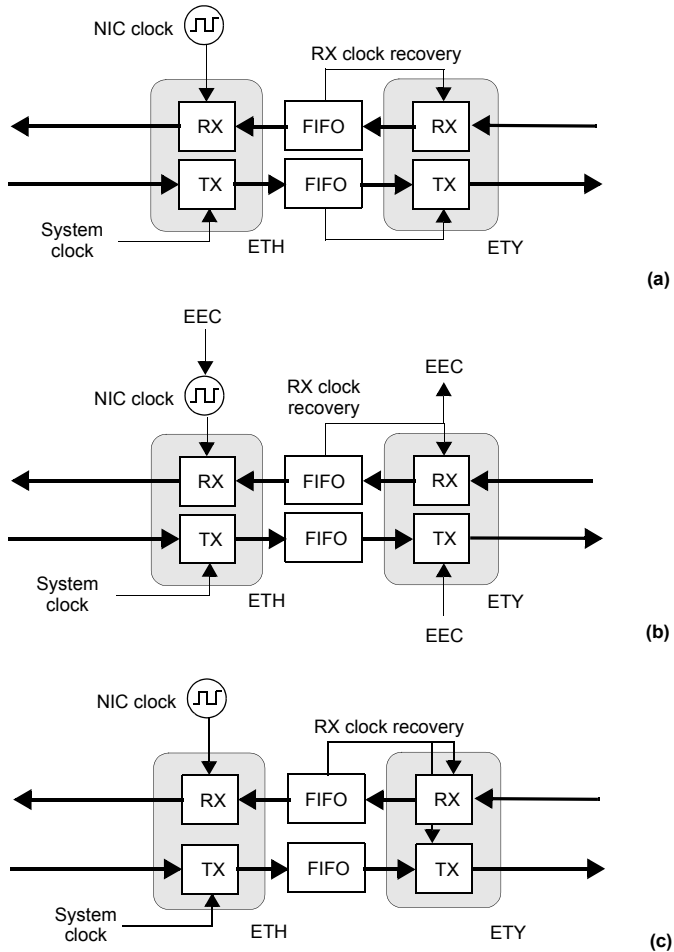 NIC clock
RX clock recovery
RX
FIFO
RX
TX
FIFO
TX
System
clock
ETH
ETY
(a)
EEC
EEC
NIC clock
RX clock
recovery
RX
FIFO
RX
TX
FIFO
TX
System
clock
ETH
ETY
EEC
(b)
NIC clock
RX clock recovery
RX
FIFO
RX
TX
FIFO
TX
System
clock
ETH
ETY
(c)